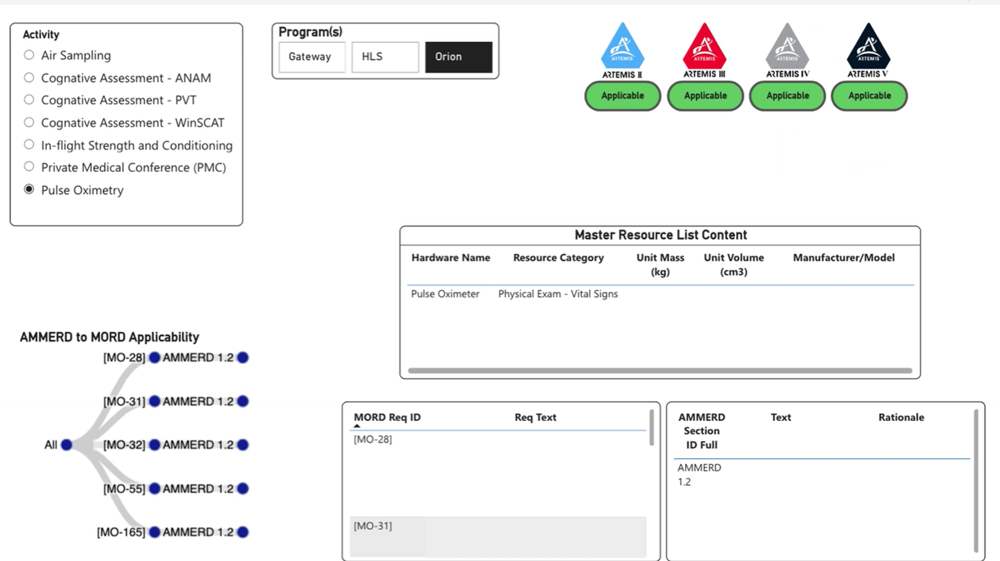 Activity
Air Sampling
Cognative Assessment - ANAM
Cognative Assessment - PVT
Cognative Assessment - WinSCAT
In-flight Strength and Conditioning
Private Medical Conference (PMC)
Pulse Oximetry
Program(s)
Gateway HLS Orion
ARTEMIS ARTEMIS ARTEMIS ARTEMIS
ARTEMIS II ARTEMIS III ARTEMIS IV ARTEMIS V
Applicable Applicable Applicable Applicable
Master Resource List Content
Hardware Name Resource Category Unit Mass (kg) Unit Volume (cm3) Manufacturer/Model
Pulse Oximeter Physical Exam - Vital Signs
AMMERD to MORD Applicability
[MO-28] AMMERD 1.2
[MO-31] AMMERD 1.2
All [MO-32] AMMERD 1.2
[MO-55] AMMERD 1.2
[MO-165] AMMERD 1.2
MORD Req ID Req Text
[MO-28]
[MO-31]
AMMERD Section ID Full Text Rationale
AMMERD
1.2